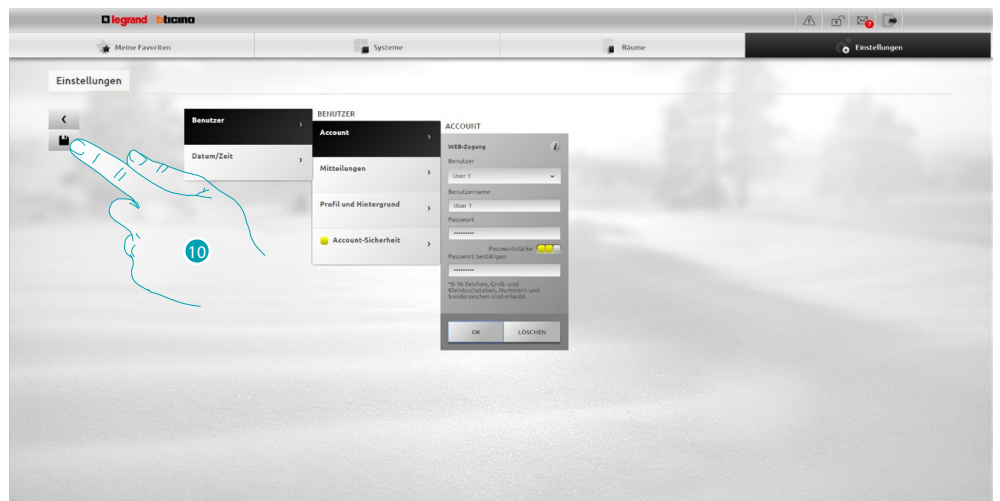 legrand bticino
?
Meine Favoriten
Systeme
Räume
Einstellungen
Einstellungen
Benutzer
Datum/Zeit
BENUTZER
Account
Mitteilungen
Profil und Hintergrund
Account-Sicherheit
ACCOUNT
WEB-Zugang
i
Benutzer
User 1
Benutzername
User 1
Passwort
•••••••••
Passwortstärke
Passwort bestätigen
•••••••••
*8-16 Zeichen, Groß- und
Kleinbuchstaben, Nummern und
Sonderzeichen sind erlaubt
OK
LÖSCHEN
10